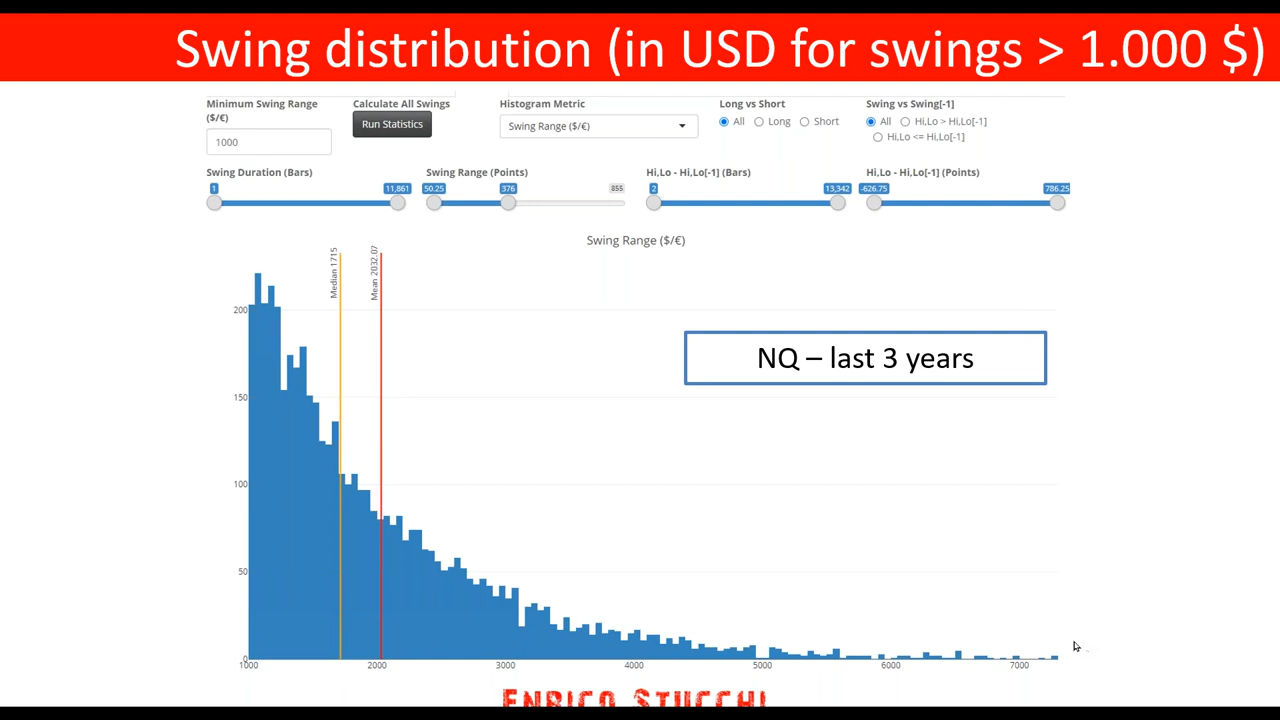 Swing distribution (in USD for swings > 1.000 $)
Minimum Swing Range ($/€)
1000
Calculate All Swings
Run Statistics
Histogram Metric
Swing Range ($/€)
Long vs Short
All Long Short
Swing vs Swing[-1]
All Hi,Lo > Hi,Lo[-1]
Hi,Lo <= Hi,Lo[-1]
Swing Duration (Bars)
1 11,861
Swing Range (Points)
50.25 376 855
Hi,Lo - Hi,Lo[-1] (Bars)
2 13,342
Hi,Lo - Hi,Lo[-1] (Points)
-626.75 786.25
Swing Range ($/€)
Median 1715
Mean 2032.07
NQ – last 3 years
200
150
100
50
0
1000 2000 3000 4000 5000 6000 7000
ENRICO STUCCHI